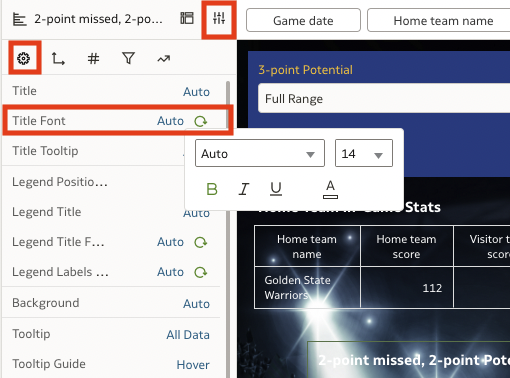 2-point missed, 2-po...
Game date
Home team name
Title
Auto
Title Font
Auto
Title Tooltip
Legend Positio...
Legend Title
Auto
Legend Title F...
Auto
Legend Labels ...
Auto
Background
Auto
Tooltip
All Data
Tooltip Guide
Hover
Auto
14
B I U A
3-point Potential
Full Range
Home Team In-Game Stats
Home team name
Home team score
Visitor t
scor
Golden State Warriors
112
2-point missed, 2-point Pote